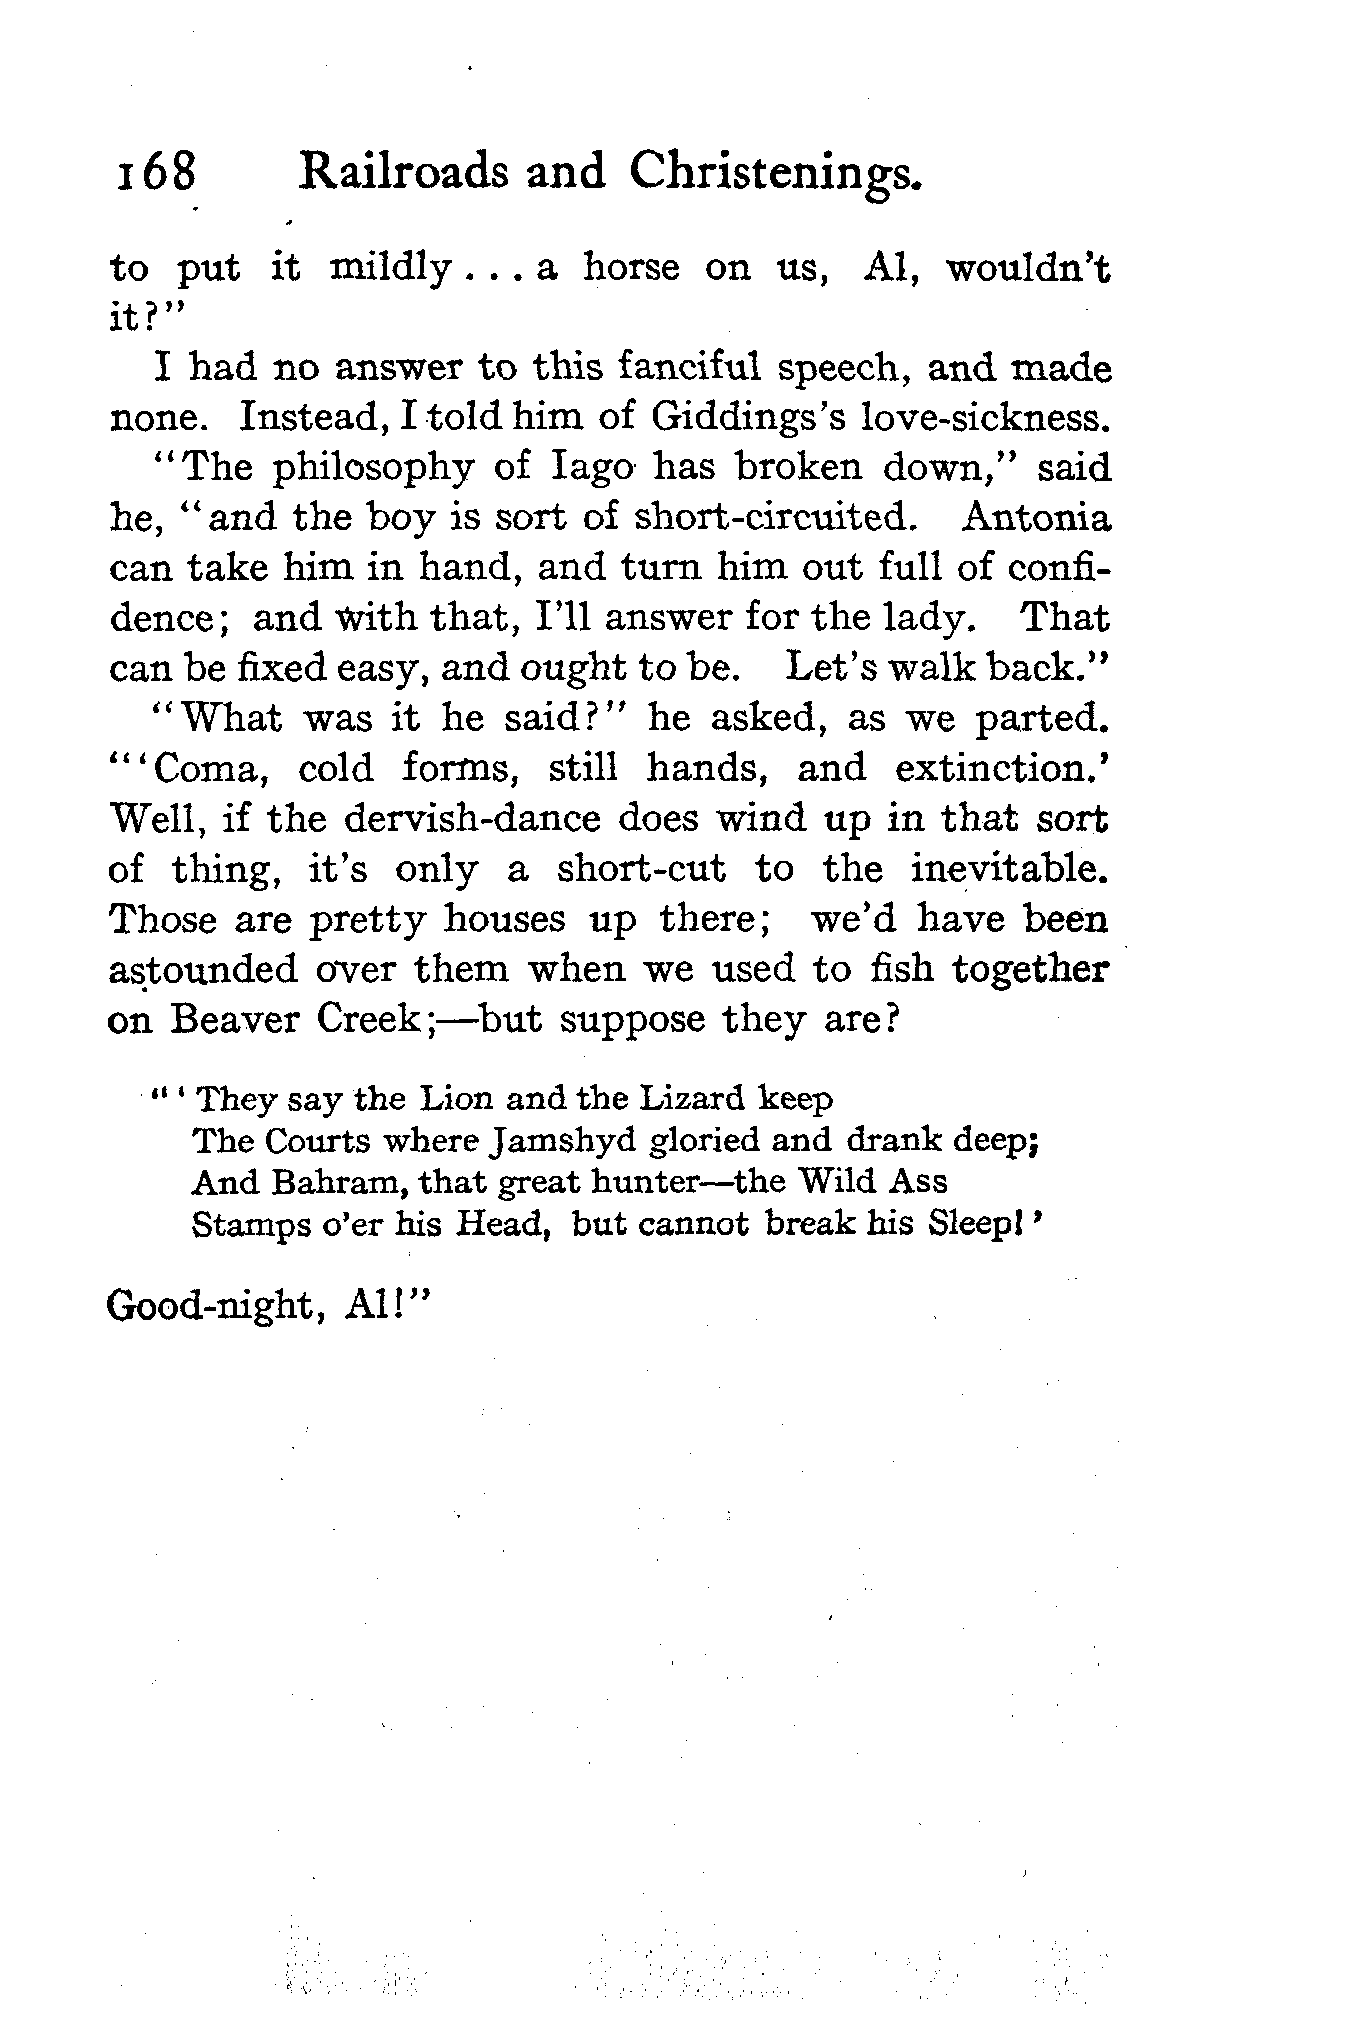 168 Railroads and Christenings.
to put it mildly . . . a horse on us, Al, wouldn't
it?"
I had no answer to this fanciful speech, and made
none. Instead, I told him of Giddings's love-sickness.
"The philosophy of Iago has broken down," said
he, "and the boy is sort of short-circuited. Antonia
can take him in hand, and turn him out full of confi-
dence; and with that, I'll answer for the lady. That
can be fixed easy, and ought to be. Let's walk back."
"What was it he said?" he asked, as we parted.
"'Coma, cold forms, still hands, and extinction.'
Well, if the dervish-dance does wind up in that sort
of thing, it's only a short-cut to the inevitable.
Those are pretty houses up there; we'd have been
astounded over them when we used to fish together
on Beaver Creek;—but suppose they are?
"'They say the Lion and the Lizard keep
The Courts where Jamshyd gloried and drank deep;
And Bahram, that great hunter—the Wild Ass
Stamps o'er his Head, but cannot break his Sleep!'
Good-night, Al!"